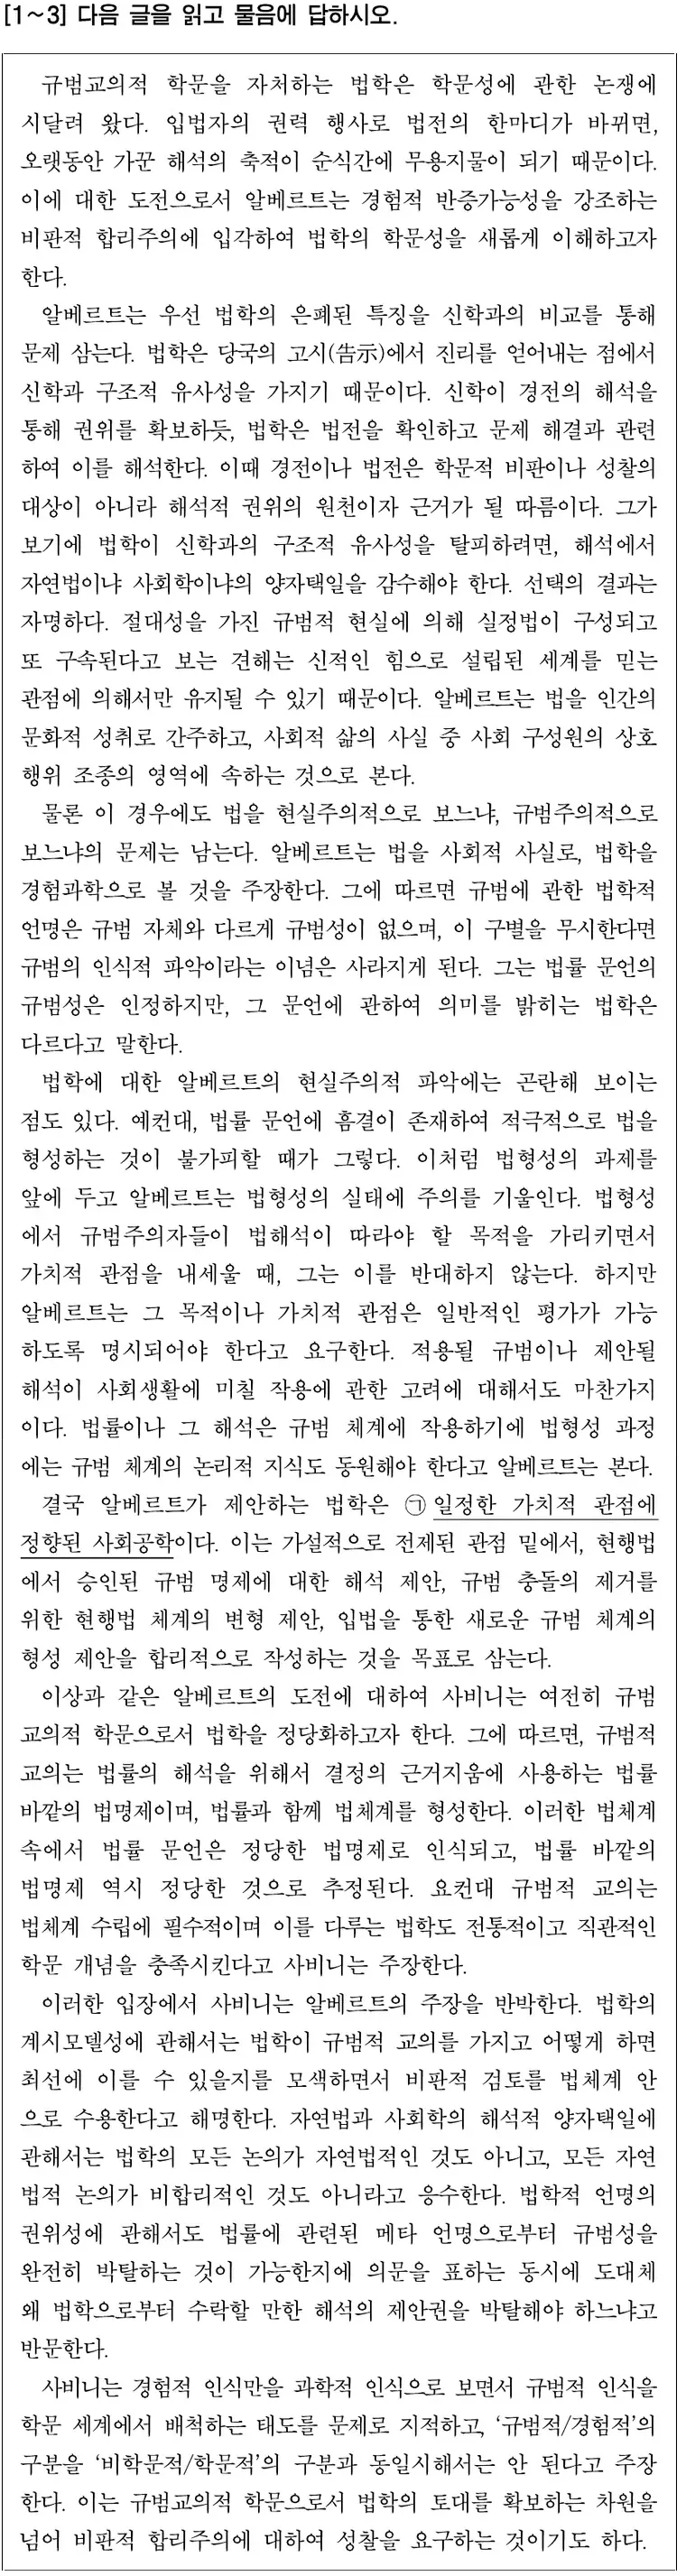 [1~3] 다음 글을 읽고 물음에 답하시오.
규범교의적 학문을 자처하는 법학은 학문성에 관한 논쟁에
시달려 왔다. 입법자의 권력 행사로 법전의 한마디가 바뀌면,
오랫동안 가꾼 해석의 축적이 순식간에 무용지물이 되기 때문이다.
이에 대한 도전으로서 알베르트는 경험적 반증가능성을 강조하는
비판적 합리주의에 입각하여 법학의 학문성을 새롭게 이해하고자
한다.
알베르트는 우선 법학의 은폐된 특징을 신학과의 비교를 통해
문제 삼는다. 법학은 당국의 고시(告示)에서 진리를 얻어내는 점에서
신학과 구조적 유사성을 가지기 때문이다. 신학이 경전의 해석을
통해 권위를 확보하듯, 법학은 법전을 확인하고 문제 해결과 관련
하여 이를 해석한다. 이때 경전이나 법전은 학문적 비판이나 성찰의
대상이 아니라 해석적 권위의 원천이자 근거가 될 따름이다. 그가
보기에 법학이 신학과의 구조적 유사성을 탈피하려면, 해석에서
자연법이냐 사회학이냐의 양자택일을 감수해야 한다. 선택의 결과는
자명하다. 절대성을 가진 규범적 현실에 의해 실정법이 구성되고
또 구속된다고 보는 견해는 신적인 힘으로 설립된 세계를 믿는
관점에 의해서만 유지될 수 있기 때문이다. 알베르트는 법을 인간의
문화적 성취로 간주하고, 사회적 삶의 사실 중 사회 구성원의 상호
행위 조종의 영역에 속하는 것으로 본다.
물론 이 경우에도 법을 현실주의적으로 보느냐, 규범주의적으로
보느냐의 문제는 남는다. 알베르트는 법을 사회적 사실로, 법학을
경험과학으로 볼 것을 주장한다. 그에 따르면 규범에 관한 법학적
언명은 규범 자체와 다르게 규범성이 없으며, 이 구별을 무시한다면
규범의 인식적 파악이라는 이념은 사라지게 된다. 그는 법률 문언의
규범성은 인정하지만, 그 문언에 관하여 의미를 밝히는 법학은
다르다고 말한다.
법학에 대한 알베르트의 현실주의적 파악에는 곤란해 보이는
점도 있다. 예컨대, 법률 문언에 흠결이 존재하여 적극적으로 법을
형성하는 것이 불가피할 때가 그렇다. 이처럼 법형성의 과제를
앞에 두고 알베르트는 법형성의 실태에 주의를 기울인다. 법형성
에서 규범주의자들이 법해석이 따라야 할 목적을 가리키면서
가치적 관점을 내세울 때, 그는 이를 반대하지 않는다. 하지만
알베르트는 그 목적이나 가치적 관점은 일반적인 평가가 가능
하도록 명시되어야 한다고 요구한다. 적용될 규범이나 제안될
해석이 사회생활에 미칠 작용에 관한 고려에 대해서도 마찬가지
이다. 법률이나 그 해석은 규범 체계에 작용하기에 법형성 과정
에는 규범 체계의 논리적 지식도 동원해야 한다고 알베르트는 본다.
결국 알베르트가 제안하는 법학은 ㉠일정한 가치적 관점에
정향된 사회공학이다. 이는 가설적으로 전제된 관점 밑에서, 현행법
에서 승인된 규범 명제에 대한 해석 제안, 규범 충돌의 제거를
위한 현행법 체계의 변형 제안, 입법을 통한 새로운 규범 체계의
형성 제안을 합리적으로 작성하는 것을 목표로 삼는다.
이상과 같은 알베르트의 도전에 대하여 사비니는 여전히 규범
교의적 학문으로서 법학을 정당화하고자 한다. 그에 따르면, 규범적
교의는 법률의 해석을 위해서 결정의 근거지움에 사용하는 법률
바깥의 법명제이며, 법률과 함께 법체계를 형성한다. 이러한 법체계
속에서 법률 문언은 정당한 법명제로 인식되고, 법률 바깥의
법명제 역시 정당한 것으로 추정된다. 요컨대 규범적 교의는
법체계 수립에 필수적이며 이를 다루는 법학도 전통적이고 직관적인
학문 개념을 충족시킨다고 사비니는 주장한다.
이러한 입장에서 사비니는 알베르트의 주장을 반박한다. 법학의
계시모델성에 관해서는 법학이 규범적 교의를 가지고 어떻게 하면
최선에 이를 수 있을지를 모색하면서 비판적 검토를 법체계 안
으로 수용한다고 해명한다. 자연법과 사회학의 해석적 양자택일에
관해서는 법학의 모든 논의가 자연법적인 것도 아니고, 모든 자연
법적 논의가 비합리적인 것도 아니라고 응수한다. 법학적 언명의
권위성에 관해서도 법률에 관련된 메타 언명으로부터 규범성을
완전히 박탈하는 것이 가능한지에 의문을 표하는 동시에 도대체
왜 법학으로부터 수락할 만한 해석의 제안권을 박탈해야 하느냐고
반문한다.
사비니는 경험적 인식만을 과학적 인식으로 보면서 규범적 인식을
학문 세계에서 배척하는 태도를 문제로 지적하고, ‘규범적/경험적’의
구분을 ‘비학문적/학문적’의 구분과 동일시해서는 안 된다고 주장
한다. 이는 규범교의적 학문으로서 법학의 토대를 확보하는 차원을
넘어 비판적 합리주의에 대하여 성찰을 요구하는 것이기도 하다.